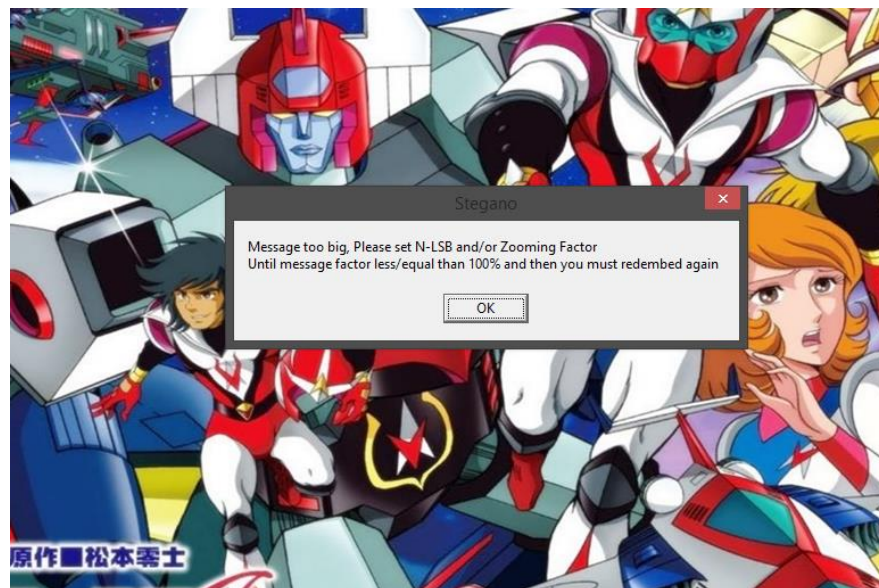 Stegano
Message too big, Please set N-LSB and/or Zooming Factor
Until message factor less/equal than 100% and then you must redembed again
OK
原作■松本零士